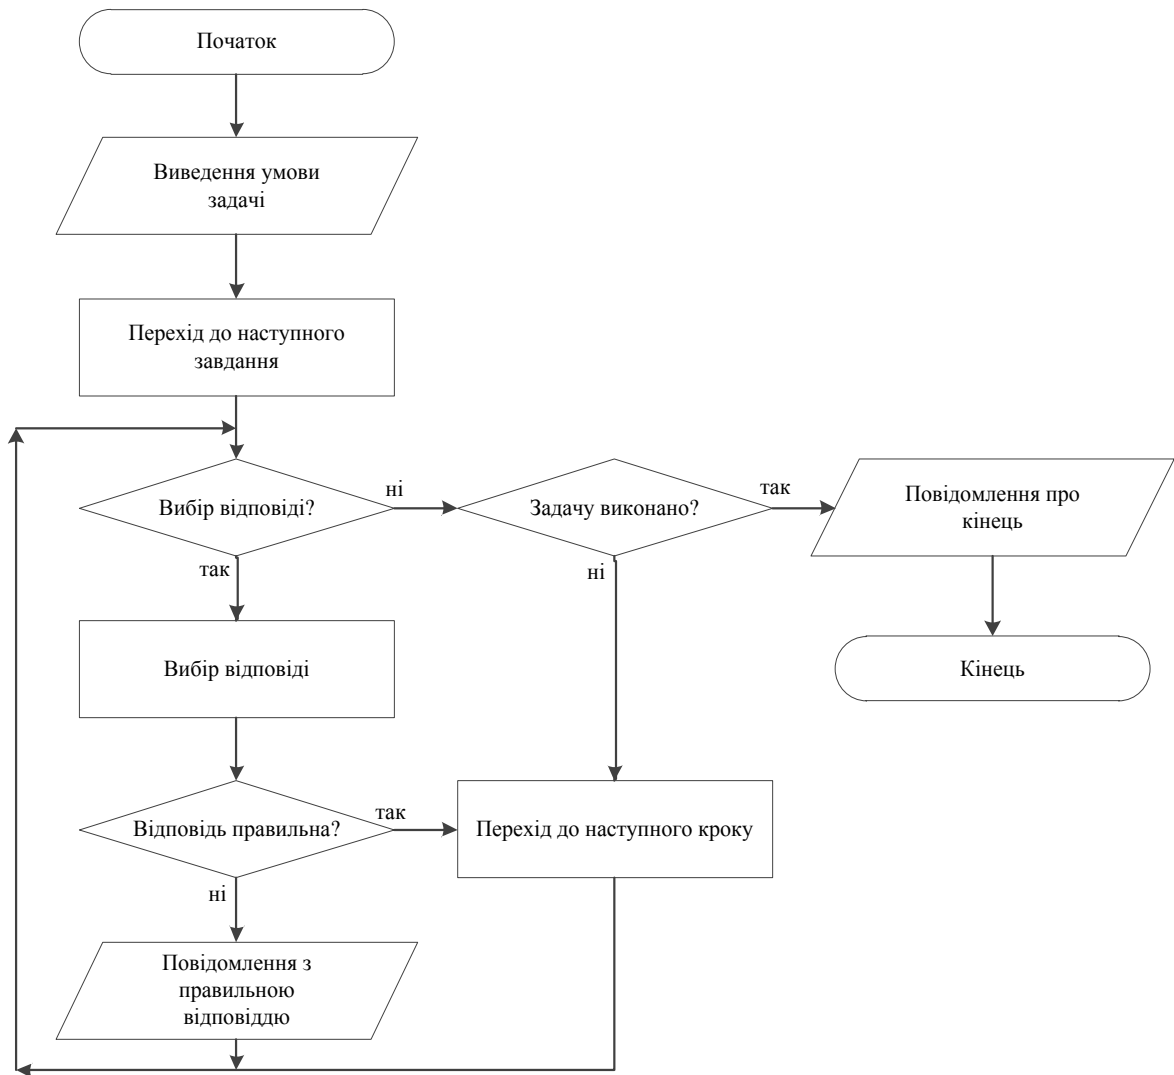 Початок
Виведення умови
задачі
Перехід до наступного
завдання
Вибір відповіді?
ні
Задачу виконано?
так
Повідомлення про
кінець
так
ні
Вибір відповіді
Кінець
Відповідь правильна?
так
Перехід до наступного кроку
ні
Повідомлення з
правильною
відповіддю